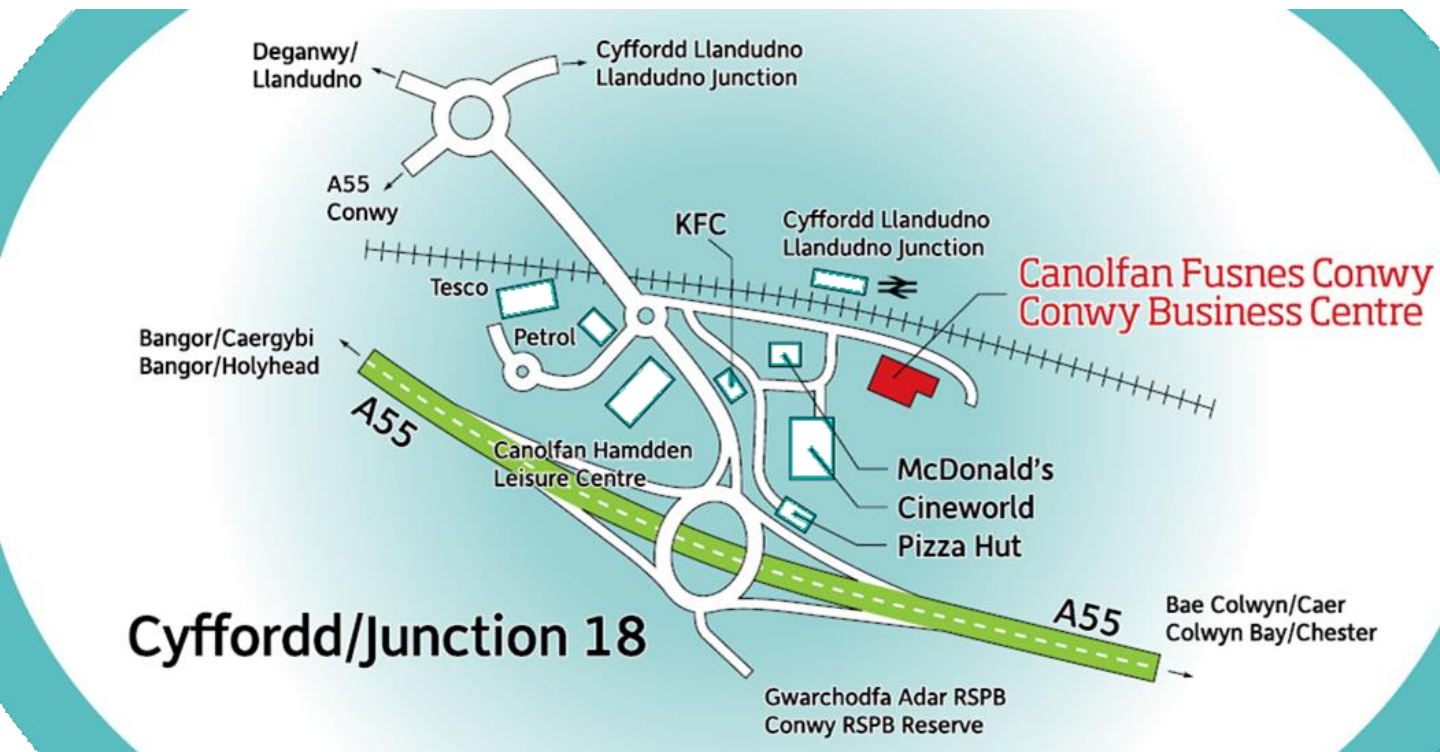 Deganwy/
Llandudno
Cyffordd Llandudno
Llandudno Junction
A55
Conwy
KFC
Cyffordd Llandudno
Llandudno Junction
Canolfan Fusnes Conwy
Conwy Business Centre
Tesco
Petrol
Bangor/Caergybi
Bangor/Holyhead
A55
Canolfan Hamdden
Leisure Centre
McDonald's
Cineworld
Pizza Hut
A55
Bae Colwyn/Caer
Colwyn Bay/Chester
Cyffordd/Junction 18
Gwarchodfa Adar RSPB
Conwy RSPB Reserve